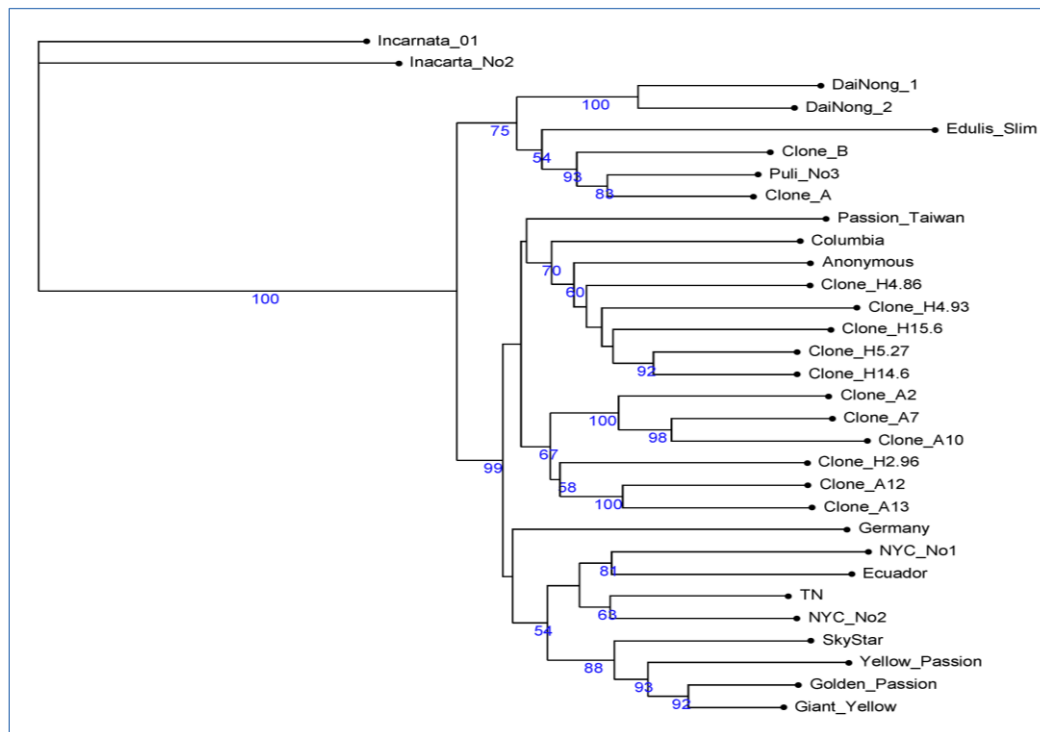 Incarnata_01
Inacarta_No2
DaiNong_1
100
DaiNong_2
75
Edulis_Slim
54
Clone_B
93
Puli_No3
83
Clone_A
Passion_Taiwan
Columbia
70
Anonymous
60
Clone_H4.86
100
Clone_H4.93
Clone_H15.6
Clone_H5.27
92
Clone_H14.6
Clone_A2
100
Clone_A7
98
Clone_A10
67
99
Clone_H2.96
58
Clone_A12
100
Clone_A13
Germany
NYC_No1
81
Ecuador
TN
63
NYC_No2
54
SkyStar
88
Yellow_Passion
93
Golden_Passion
92
Giant_Yellow